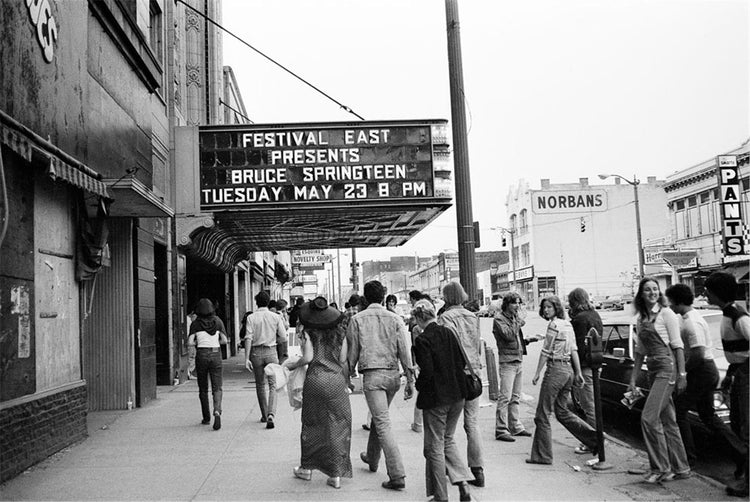 FESTIVAL EAST
PRESENTS
BRUCE SPRINGTEEN
TUESDAY MAY 23 8 PM
NORBANS
PANTS
NOVELTY SHOP